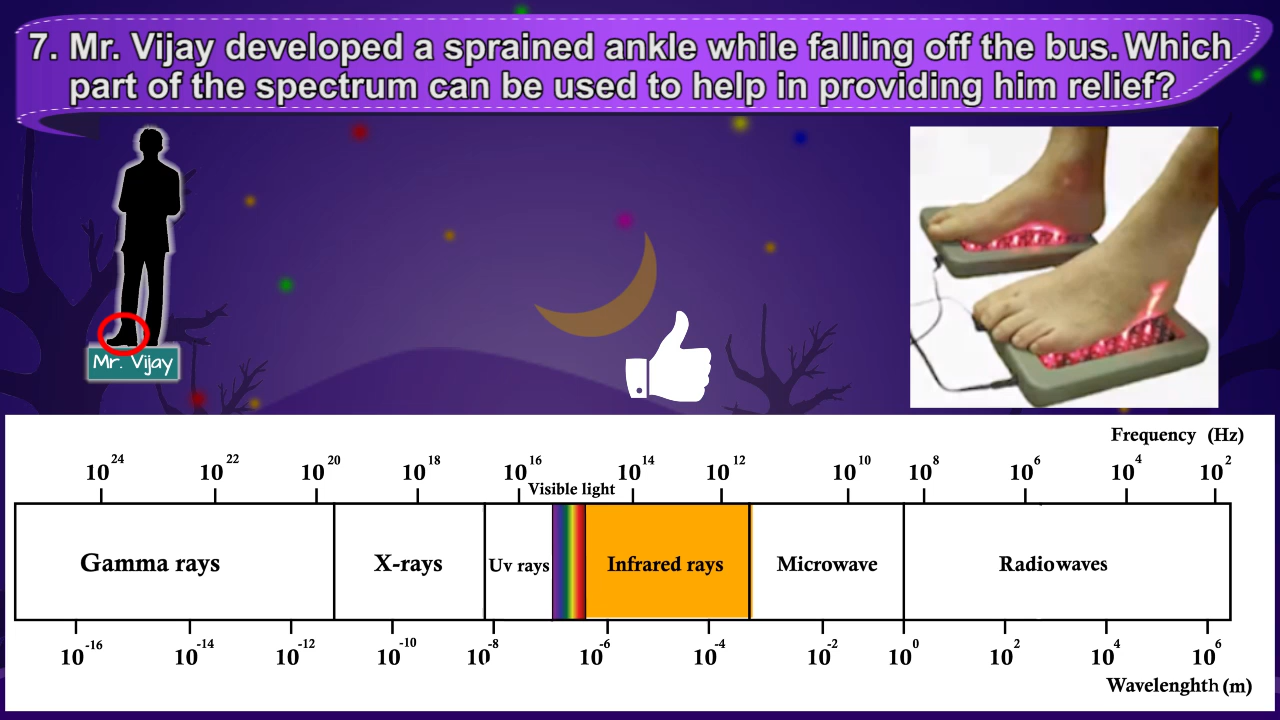 7. Mr. Vijay developed a sprained ankle while falling off the bus. Which
part of the spectrum can be used to help in providing him relief?
Mr. Vijay
Frequency (Hz)
10^24 10^22 10^20 10^18 10^16 10^14 10^12 10^10 10^8 10^6 10^4 10^2
Visible light
Gamma rays X-rays Uv rays Infrared rays Microwave Radiowaves
10^-16 10^-14 10^-12 10^-10 10^-8 10^-6 10^-4 10^-2 10^0 10^2 10^4 10^6
Wavelenghth (m)